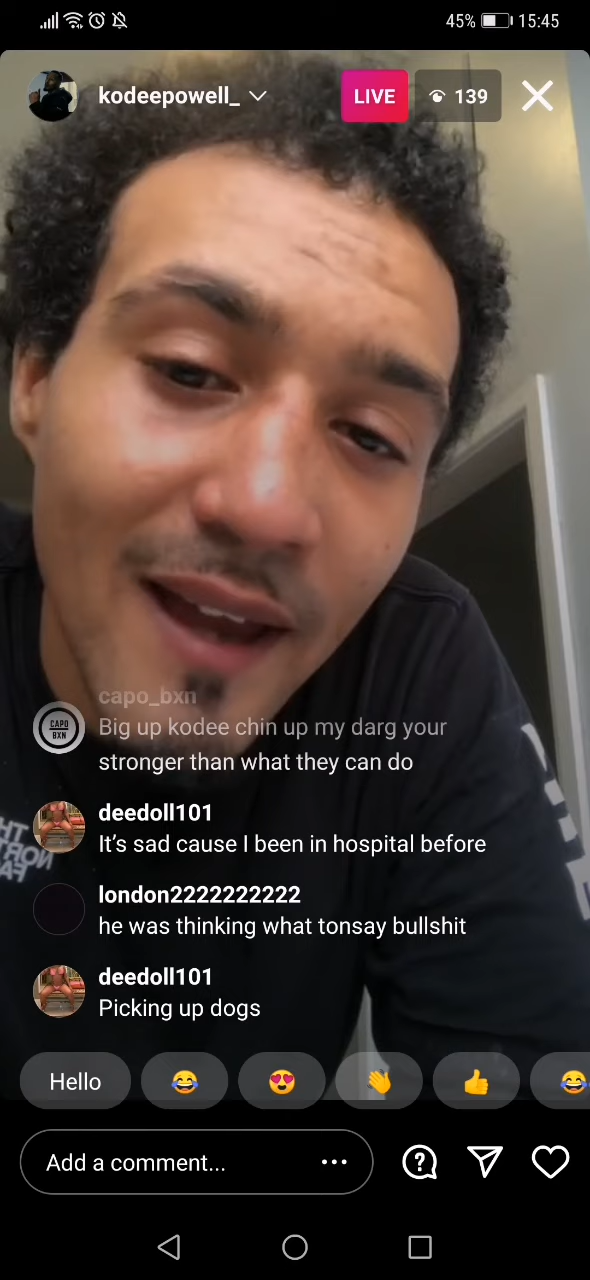 45% 15:45
kodeepowell_
LIVE
139
capo_bxn
CAPO
BXN
Big up kodee chin up my darg your
stronger than what they can do
deedoll101
It’s sad cause I been in hospital before
london2222222222
he was thinking what tonsay bullshit
deedoll101
Picking up dogs
Hello
Add a comment...